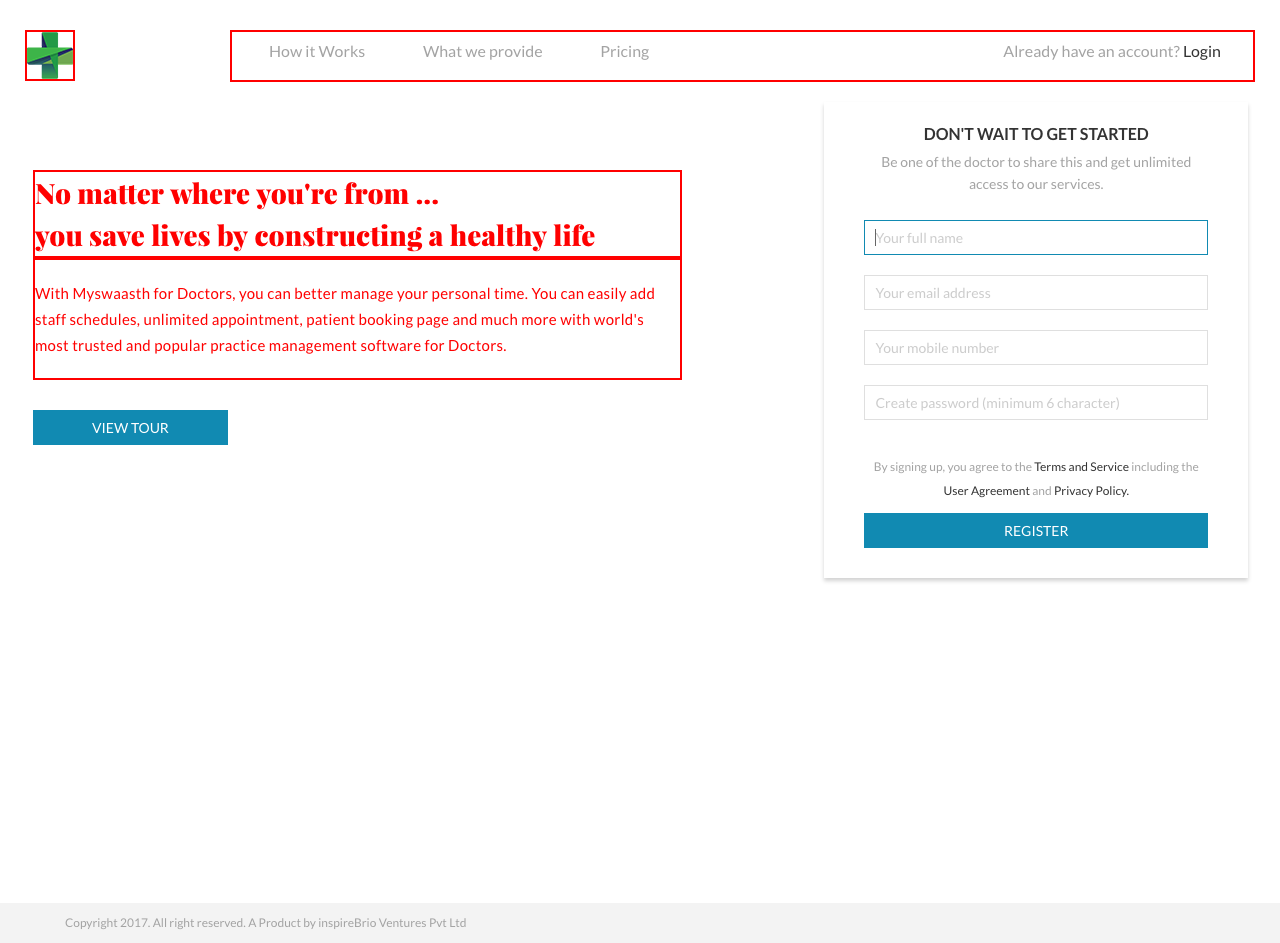 How it Works
What we provide
Pricing
Already have an account? Login
No matter where you're from ...
you save lives by constructing a healthy life
With Myswaasth for Doctors, you can better manage your personal time. You can easily add
staff schedules, unlimited appointment, patient booking page and much more with world's
most trusted and popular practice management software for Doctors.
VIEW TOUR
DON'T WAIT TO GET STARTED
Be one of the doctor to share this and get unlimited
access to our services.
Your full name
Your email address
Your mobile number
Create password (minimum 6 character)
By signing up, you agree to the Terms and Service including the
User Agreement and Privacy Policy.
REGISTER
Copyright 2017. All right reserved. A Product by inspireBrio Ventures Pvt Ltd